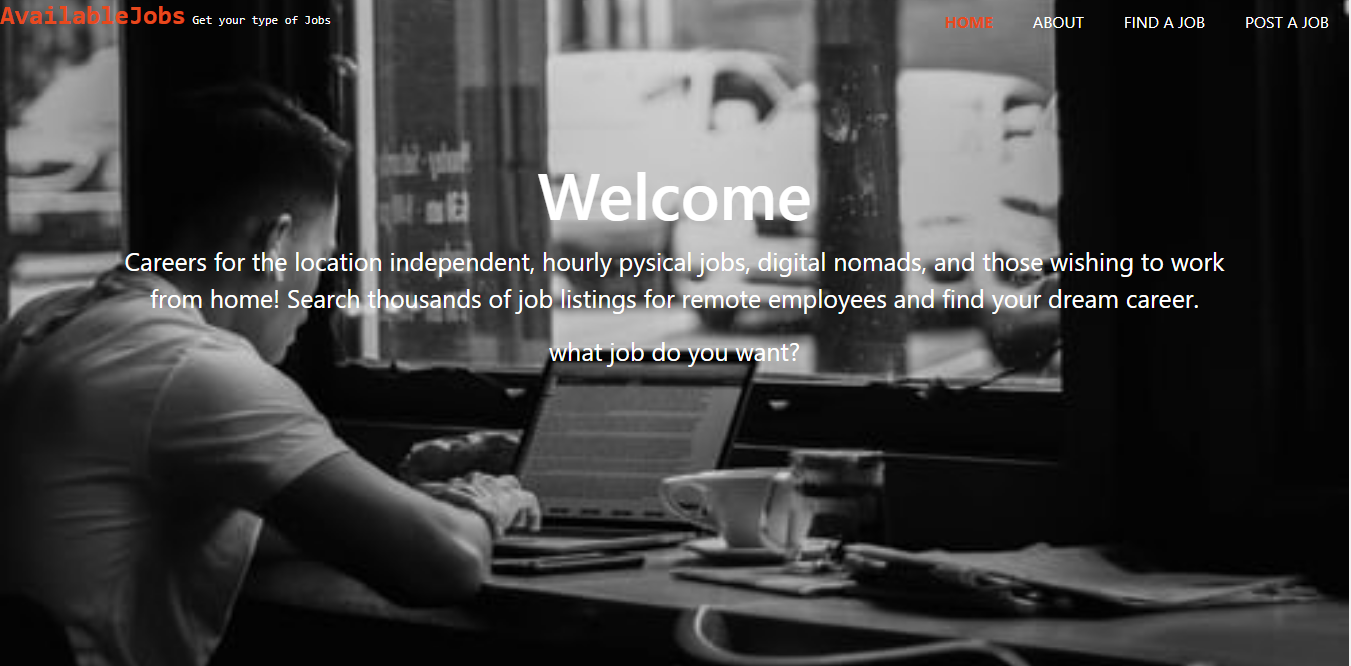 AvailableJobs Get your type of Jobs
HOME ABOUT FIND A JOB POST A JOB
Welcome
Careers for the location independent, hourly pysical jobs, digital nomads, and those wishing to work
from home! Search thousands of job listings for remote employees and find your dream career.
what job do you want?